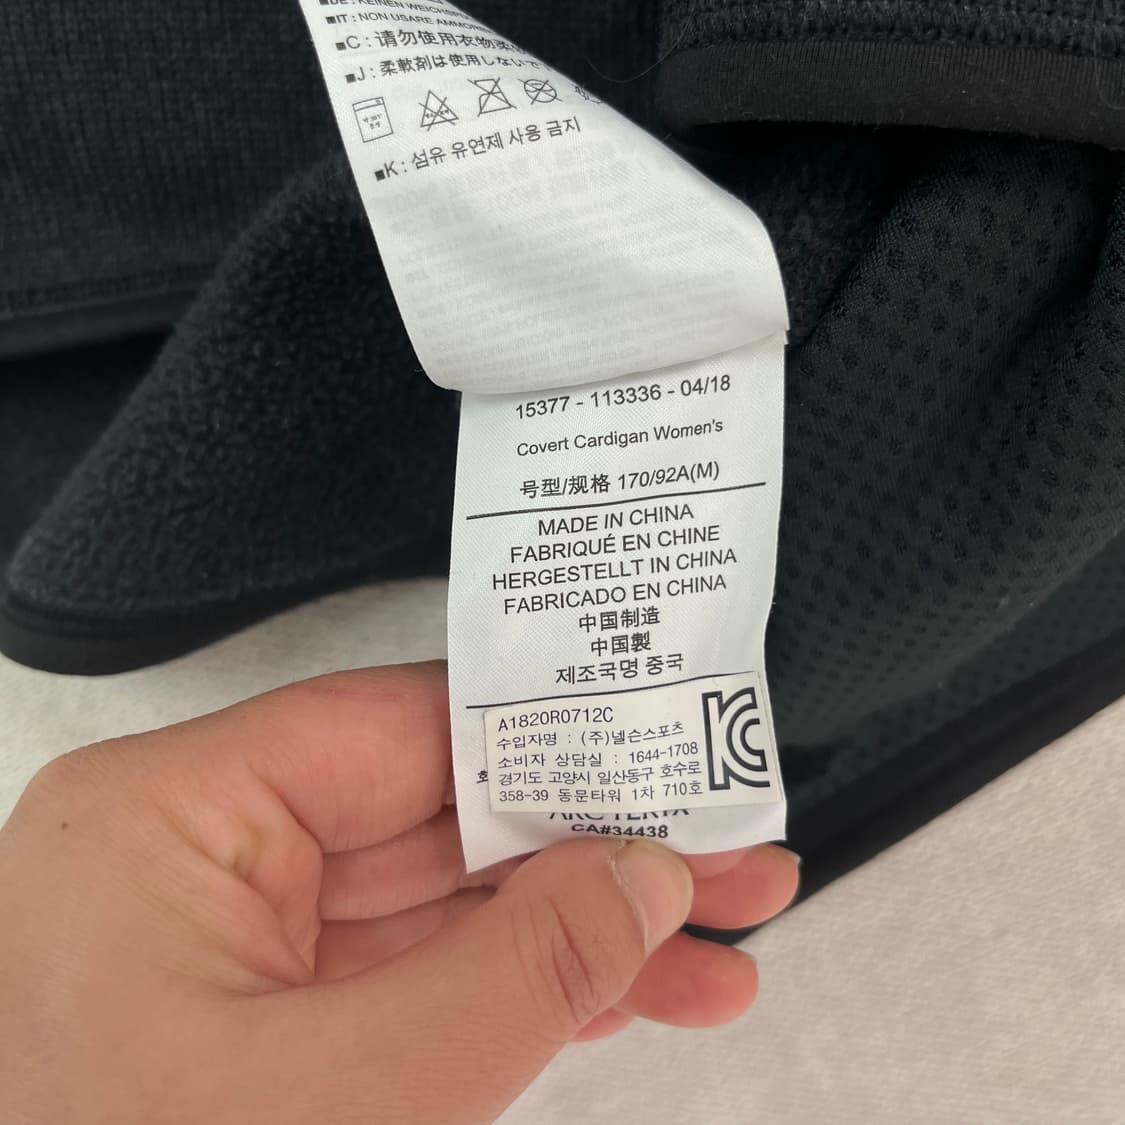 ■IT : NON USARE AMMOR
■C : 请勿使用衣物柔
■J : 柔軟剤は使用しないで
■K : 섬유 유연제 사용 금지
15377 - 113336 - 04/18
Covert Cardigan Women's
号型/规格 170/92A(M)
MADE IN CHINA
FABRIQUÉ EN CHINE
HERGESTELLT IN CHINA
FABRICADO EN CHINA
中国制造
中国製
제조국명 중국
A1820R0712C
수입자명 : (주)넬슨스포츠
소비자 상담실 : 1644-1708
경기도 고양시 일산동구 호수로
358-39 동문타워 1차 710호
KC
ARC'TERYX
CA#34438